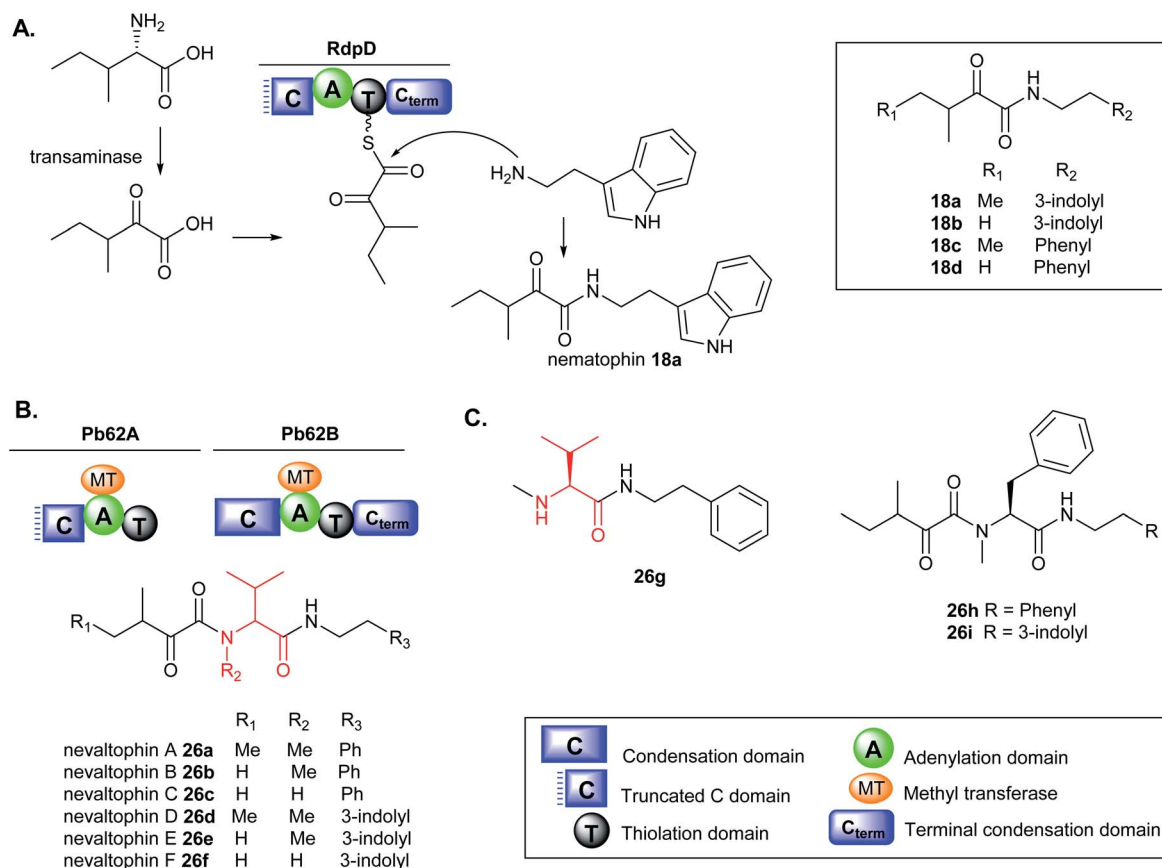 A.
NH2
OH
O
transaminase
O
OH
O
RdpD
C A T Cterm
S
O
O
H2N
NH
O
H
N
O
NH
nematophin 18a
O
H
N
R1
O
R2
R1 R2
18a Me 3-indolyl
18b H 3-indolyl
18c Me Phenyl
18d H Phenyl
B.
Pb62A Pb62B
MT MT
C A T C A T Cterm
O
H
N
R1
N
R3
O
R2
O
R1 R2 R3
nevaltophin A 26a Me Me Ph
nevaltophin B 26b H Me Ph
nevaltophin C 26c H H Ph
nevaltophin D 26d Me Me 3-indolyl
nevaltophin E 26e H Me 3-indolyl
nevaltophin F 26f H H 3-indolyl
C.
H
N
N
H
O
26g
O
H
N
N
R
O
O
26h R = Phenyl
26i R = 3-indolyl
C Condensation domain
C Truncated C domain
T Thiolation domain
A Adenylation domain
MT Methyl transferase
Cterm Terminal condensation domain